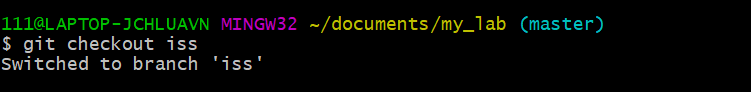 111@LAPTOP-JCHLUAVN MINGW32 ~/documents/my_lab (master)
$ git checkout iss
Switched to branch 'iss'